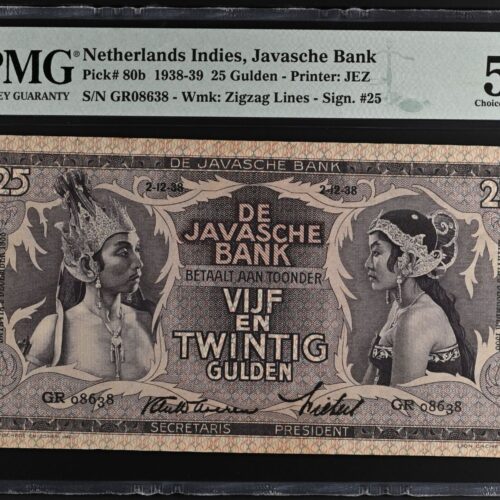 PMG®
EY GUARANTY
Netherlands Indies, Javasche Bank
Pick# 80b 1938-39 25 Gulden - Printer: JEZ
S/N GR08638 - Wmk: Zigzag Lines - Sign. #25
5
Choice
DE JAVASCHE BANK
25
2-12-38
2-12-38
2
DE
JAVASCHE
BANK
BETAALT AAN TOONDER
VIJF
EN
TWINTIG
GULDEN
GR 08638
GR 08638
SECRETARIS
PRESIDENT